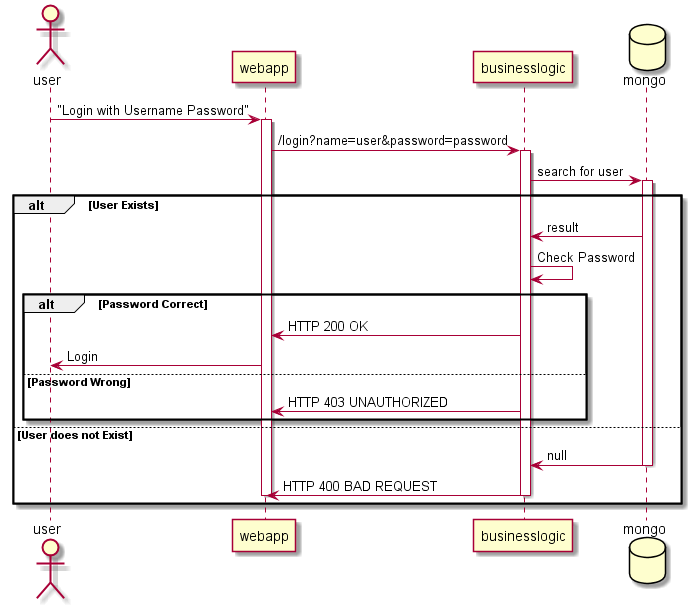 user
webapp
businesslogic
mongo
"Login with Username Password"
/login?name=user&password=password
search for user
alt [User Exists]
result
Check Password
alt [Password Correct]
HTTP 200 OK
Login
[Password Wrong]
HTTP 403 UNAUTHORIZED
[User does not Exist]
null
HTTP 400 BAD REQUEST
user
webapp
businesslogic
mongo